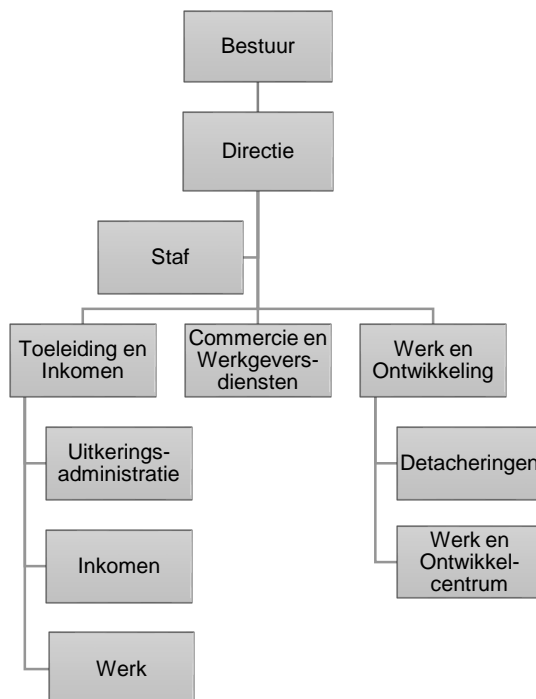 Bestuur
Directie
Staf
Toeleiding en
Inkomen
Commercie en
Werkgevers-
diensten
Werk en
Ontwikkeling
Uitkerings-
administratie
Inkomen
Werk
Detacheringen
Werk en
Ontwikkel-
centrum